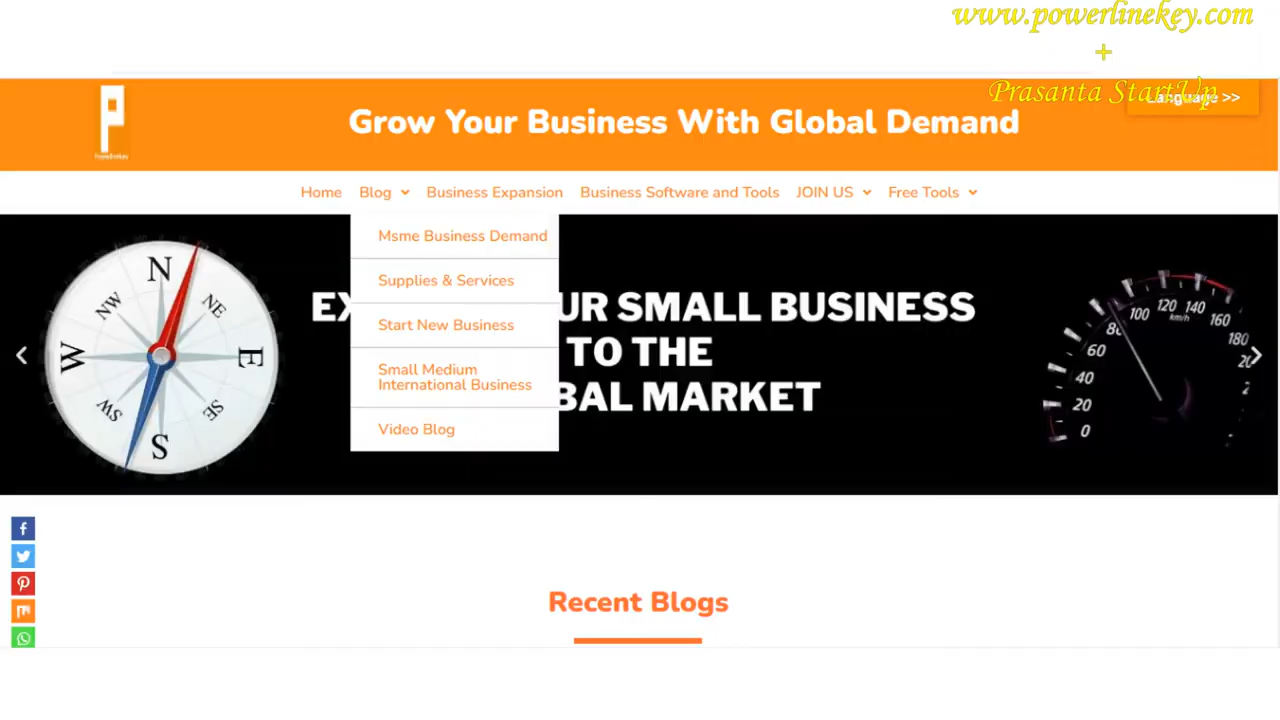 www.powerlinekey.com
+
Prasanta StartUp
Language >>
P
Grow Your Business With Global Demand
Home Blog Business Expansion Business Software and Tools JOIN US Free Tools
Msme Business Demand
Supplies & Services
Start New Business
Small Medium
International Business
Video Blog
EX UR SMALL BUSINESS
TO THE
BAL MARKET
N
NE
E
SE
S
SW
W
NW
0
20
40
60
80
100
120
140
160
180
km/h
Recent Blogs